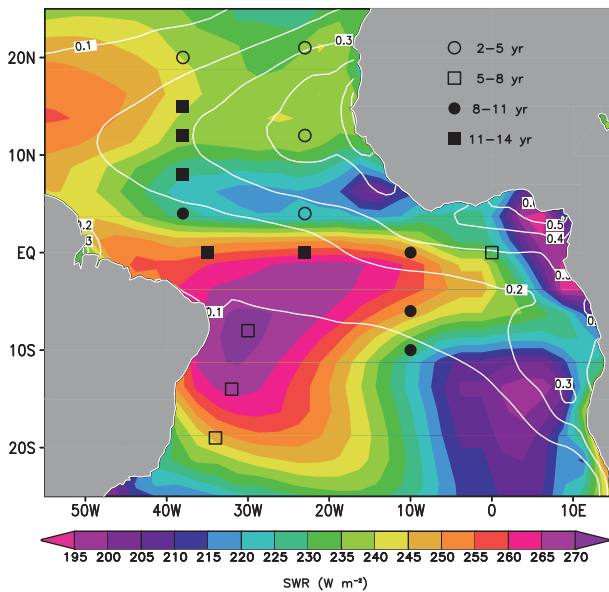 0.1
0.3
20N
2-5 yr
5-8 yr
8-11 yr
11-14 yr
10N
0.2
0.5
0.4
EQ
0.2
0.1
10S
0.3
20S
50W 40W 30W 20W 10W 0 10E
195 200 205 210 215 220 225 230 235 240 245 250 255 260 265 270
SWR (W m⁻²)